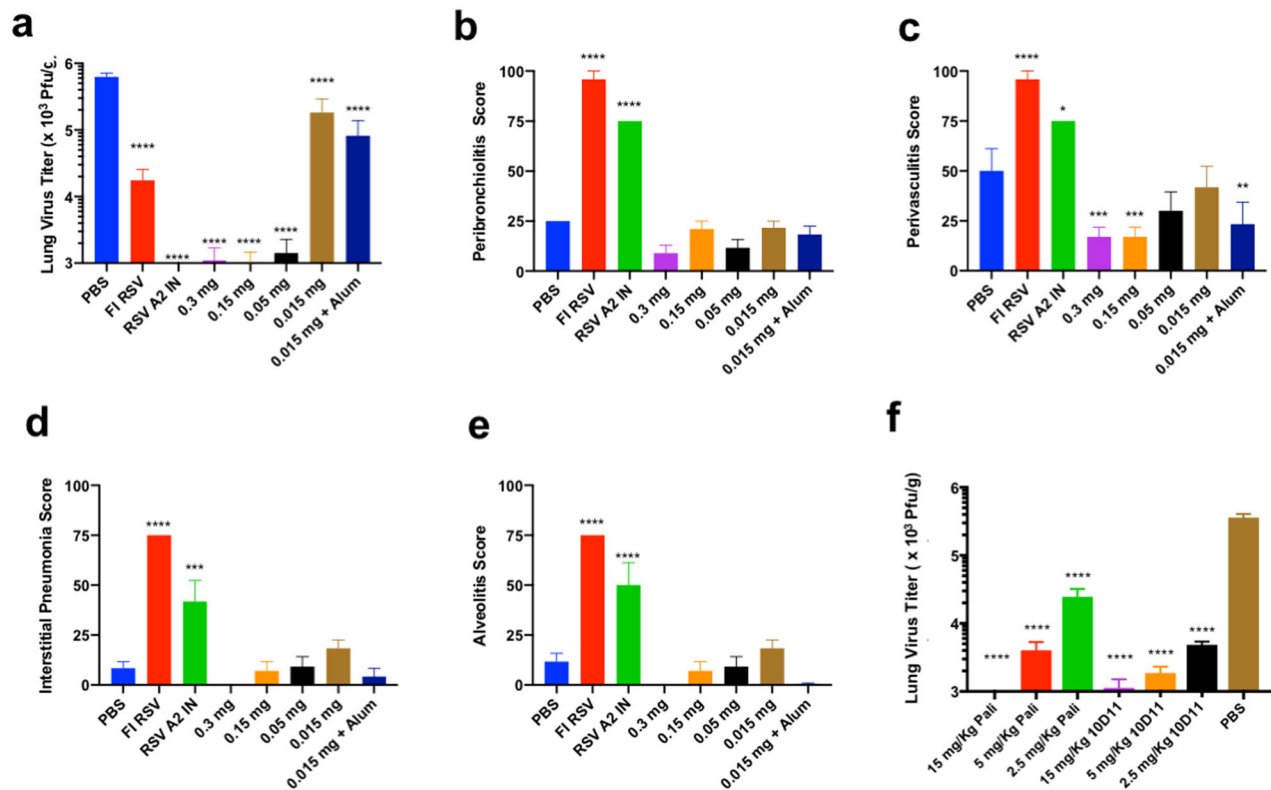 a
Lung Virus Titer (x 10³ Pfu/g.
6
5
4
3
****
****
****
****
****
****
****
PBS
FI RSV
RSV A2 IN
0.3 mg
0.15 mg
0.05 mg
0.015 mg
0.015 mg + Alum
b
Peribronchiolitis Score
100
75
50
25
0
****
****
PBS
FI RSV
RSV A2 IN
0.3 mg
0.15 mg
0.05 mg
0.015 mg
0.015 mg + Alum
c
Perivasculitis Score
100
75
50
25
0
****
*
***
***
**
PBS
FI RSV
RSV A2 IN
0.3 mg
0.15 mg
0.05 mg
0.015 mg
0.015 mg + Alum
d
Interstitial Pneumonia Score
100
75
50
25
0
****
***
PBS
FI RSV
RSV A2 IN
0.3 mg
0.15 mg
0.05 mg
0.015 mg
0.015 mg + Alum
e
Alveolitis Score
100
75
50
25
0
****
****
PBS
FI RSV
RSV A2 IN
0.3 mg
0.15 mg
0.05 mg
0.015 mg
0.015 mg + Alum
f
Lung Virus Titer ( x 10³ Pfu/g)
6
5
4
3
****
****
****
****
****
****
15 mg/Kg Pali
5 mg/Kg Pali
2.5 mg/Kg Pali
15 mg/Kg 10D11
5 mg/Kg 10D11
2.5 mg/Kg 10D11
PBS